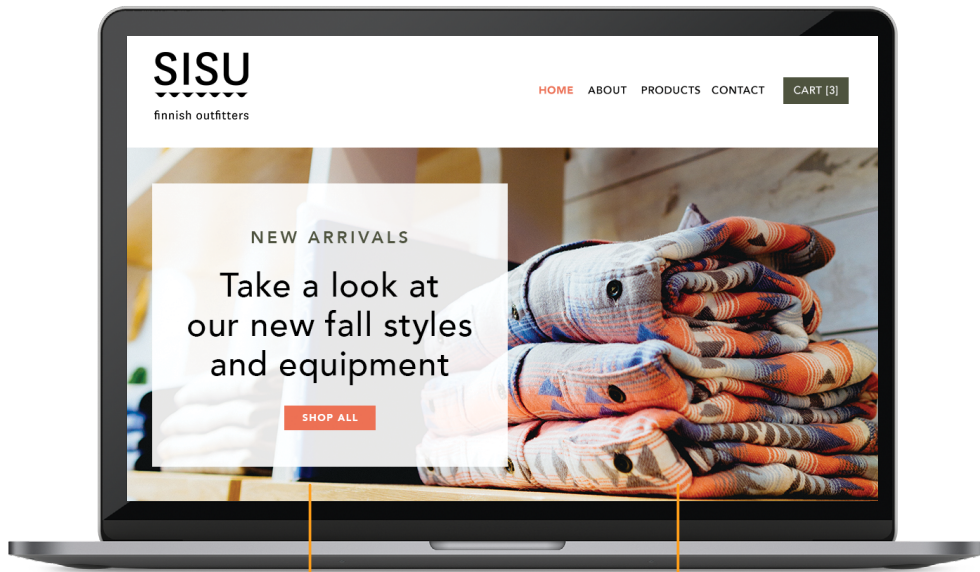 SISU
finnish outfitters
HOME ABOUT PRODUCTS CONTACT CART [3]
NEW ARRIVALS
Take a look at
our new fall styles
and equipment
SHOP ALL